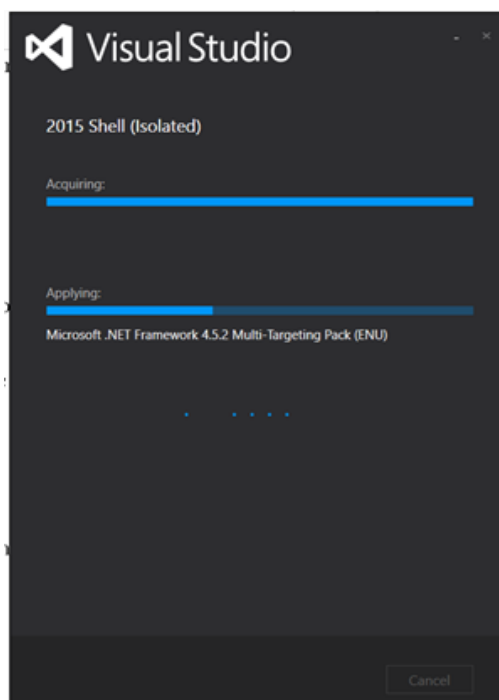 Visual Studio
2015 Shell (Isolated)
Acquiring:
Applying:
Microsoft .NET Framework 4.5.2 Multi-Targeting Pack (ENU)
Cancel